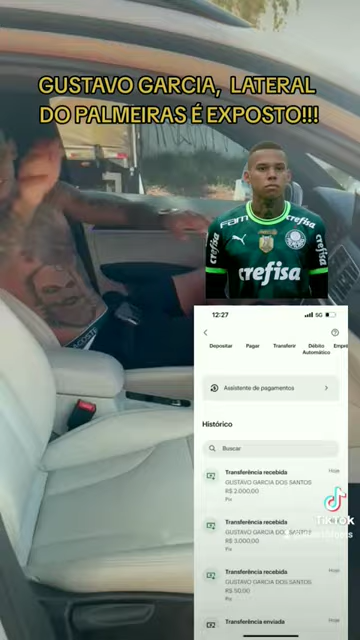 GUSTAVO GARCIA, LATERAL
DO PALMEIRAS É EXPOSTO!!!
FAM
crefisa
crefisa
crefisa
crefisa
LACOSTE
12:27
5G
Depositar
Pagar
Transferir
Débito
Automático
Assistente de pagamentos
Histórico
Buscar
Transferência recebida
Hoje
GUSTAVO GARCIA DOS SANTOS
R$ 2.000,00
Pix
Transferência recebida
GUSTAVO GARCIA DOS SANTOS
R$ 3.000,00
Pix
Transferência recebida
Hoje
GUSTAVO GARCIA DOS SANTOS
R$ 50,00
Pix
Transferência enviada
Hoje
TikTok